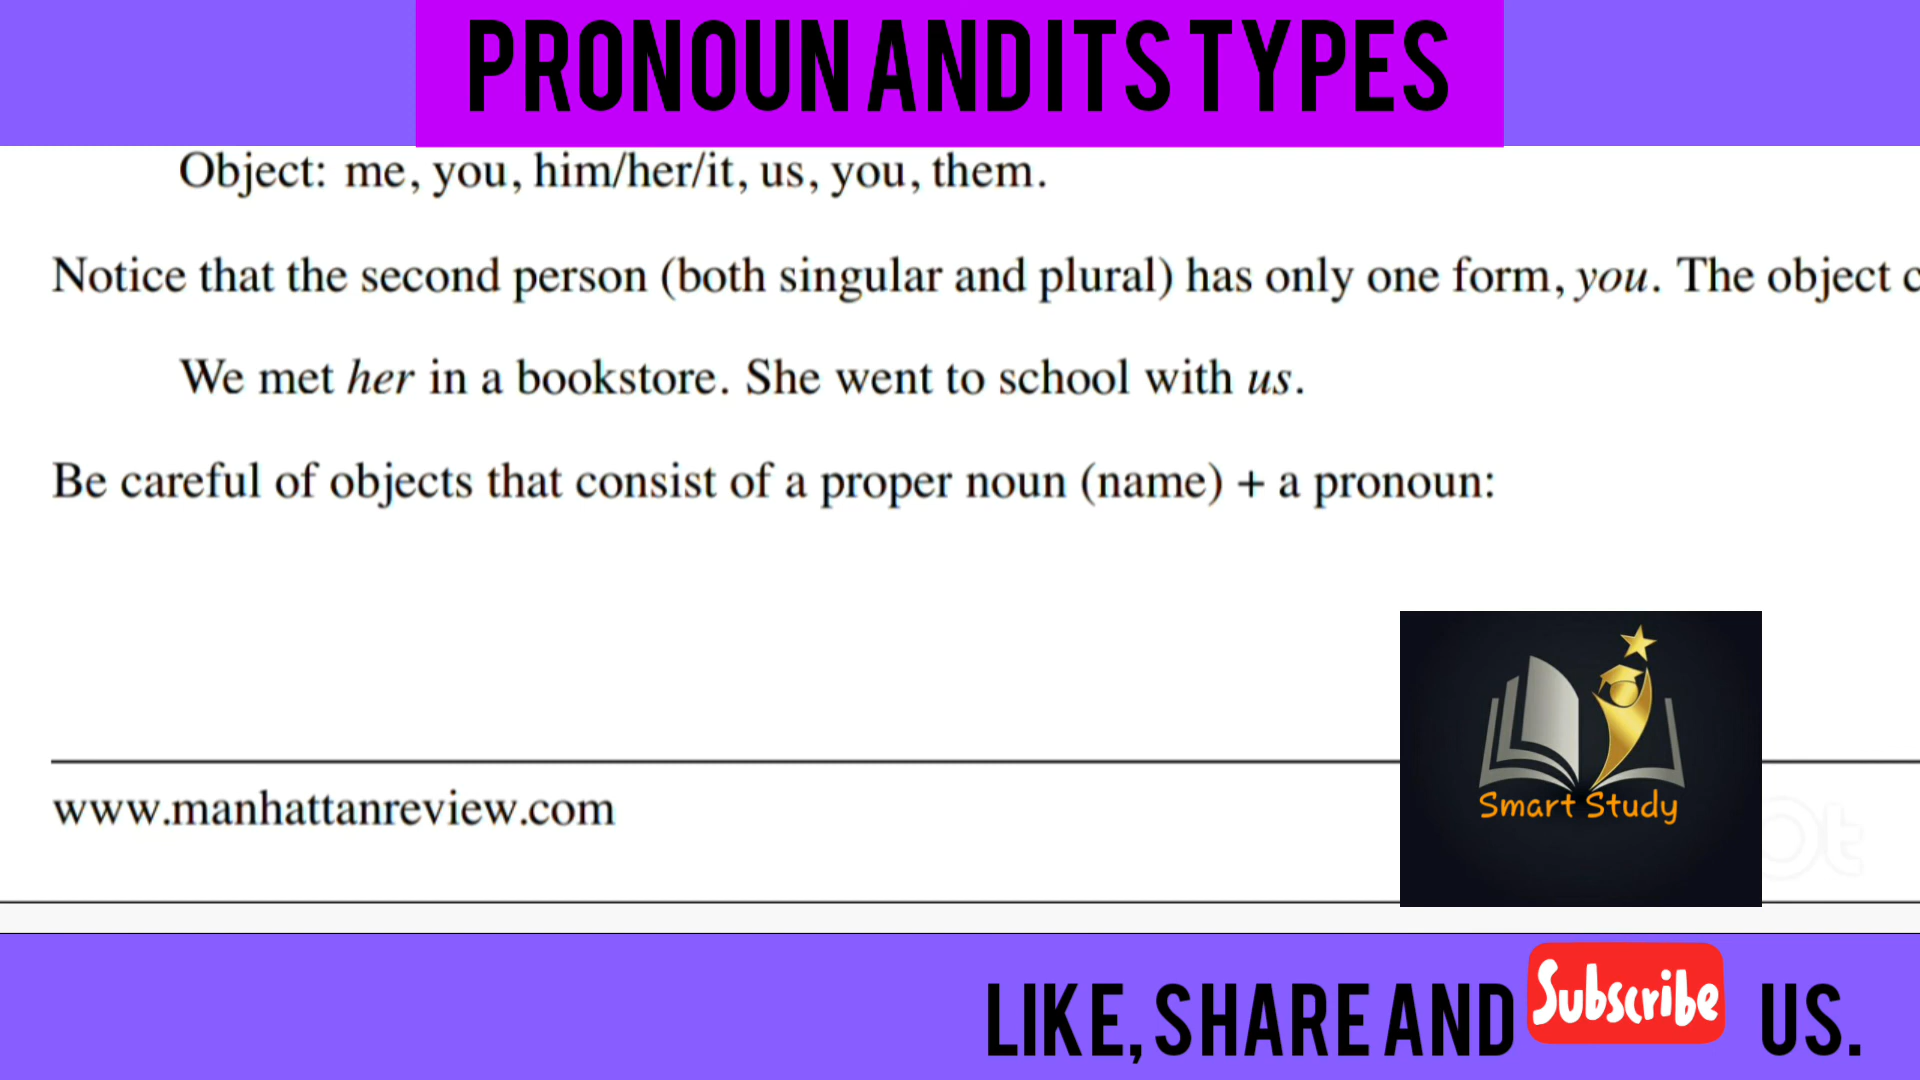 PRONOUN AND ITS TYPES
Object: me, you, him/her/it, us, you, them.
Notice that the second person (both singular and plural) has only one form, you. The object c
We met her in a bookstore. She went to school with us.
Be careful of objects that consist of a proper noun (name) + a pronoun:
Smart Study
www.manhattanreview.com
LIKE, SHARE AND Subscribe US.